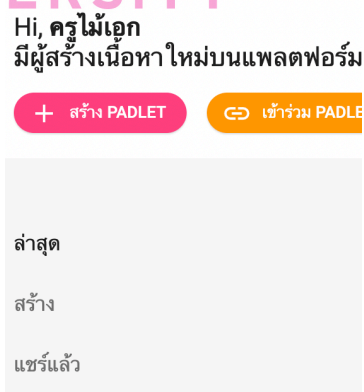 Hi, ครูไม้เอก
มีผู้สร้างเนื้อหาใหม่บนแพลตฟอร์ม
สร้าง PADLET
เข้าร่วม PADLE
ล่าสุด
สร้าง
แชร์แล้ว